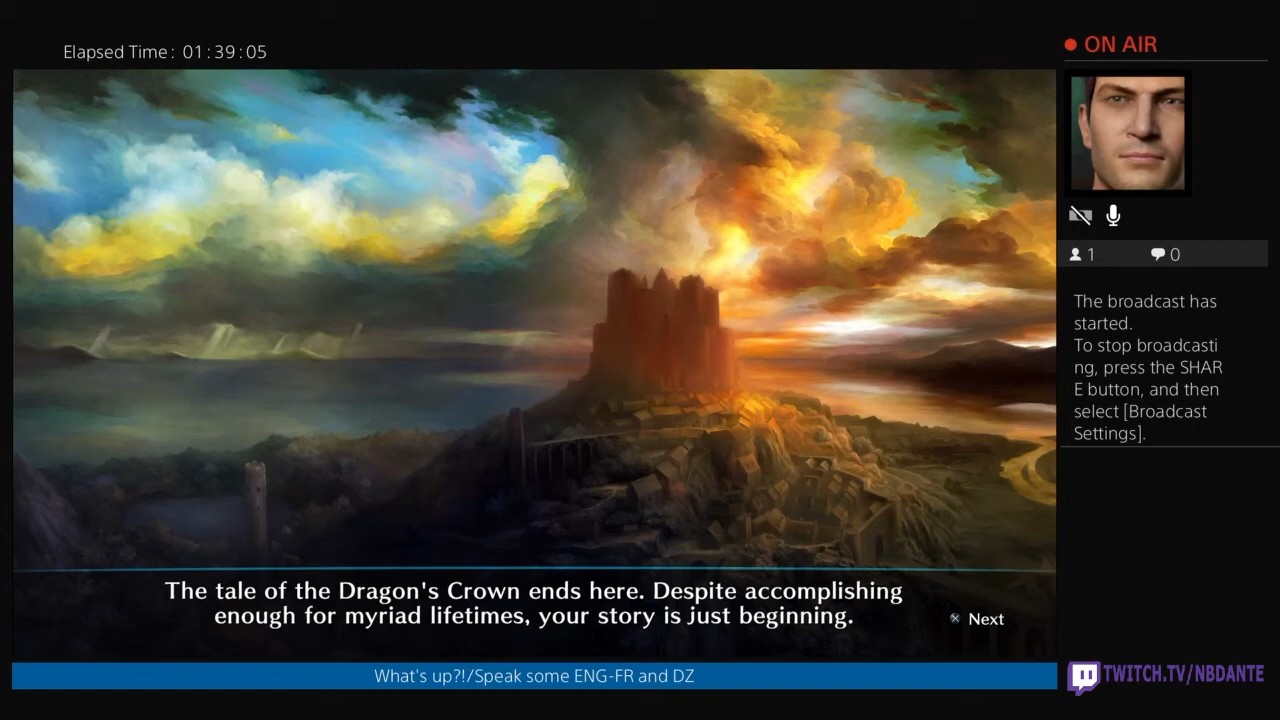 Elapsed Time: 01:39:05
ON AIR
1 0
The broadcast has
started.
To stop broadcasti
ng, press the SHAR
E button, and then
select [Broadcast
Settings].
The tale of the Dragon's Crown ends here. Despite accomplishing
enough for myriad lifetimes, your story is just beginning.
Next
What's up?!/Speak some ENG-FR and DZ
TWITCH.TV/NBDANTE